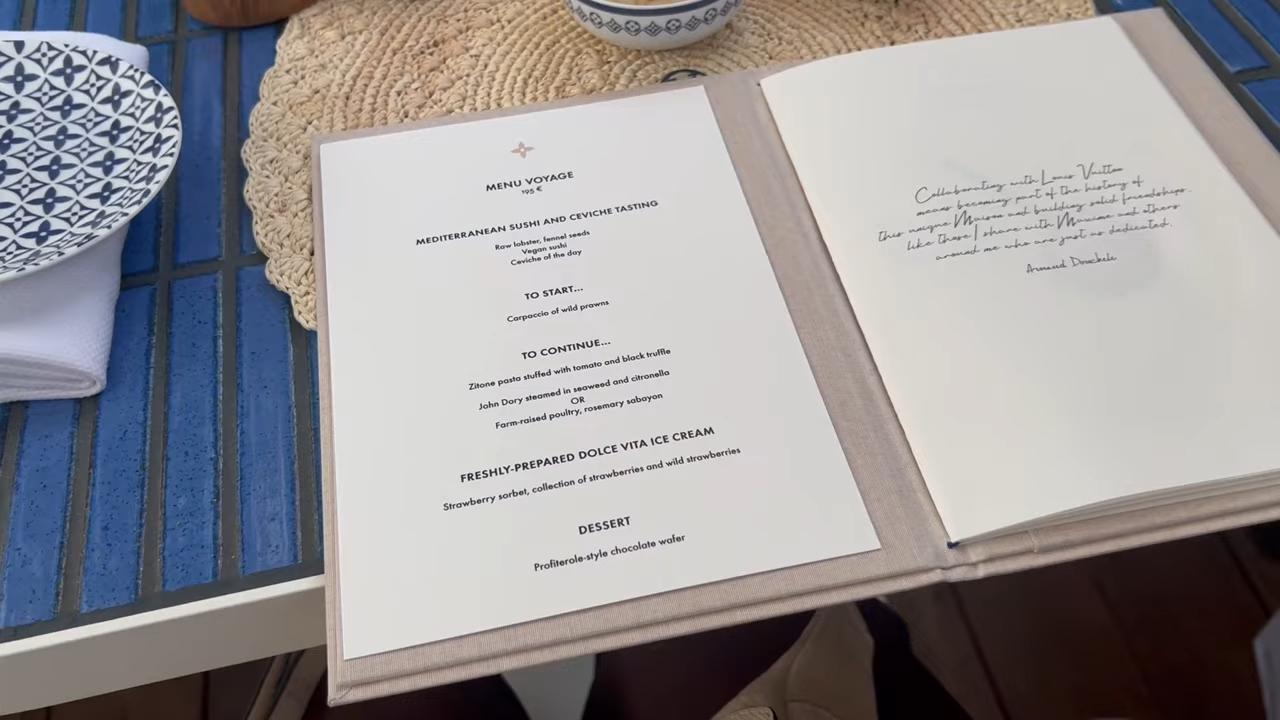 MENU VOYAGE
195 €
MEDITERRANEAN SUSHI AND CEVICHE TASTING
Raw lobster, fennel seeds
Vegan sushi
Ceviche of the day
TO START...
Carpaccio of wild prawns
TO CONTINUE...
Zitone pasta stuffed with tomato and black truffle
John Dory steamed in seaweed and citronella
OR
Farm-raised poultry, rosemary sabayon
FRESHLY-PREPARED DOLCE VITA ICE CREAM
Strawberry sorbet, collection of strawberries and wild strawberries
DESSERT
Profiterole-style chocolate wafer
Collaborating with Louis Vuitton
means becoming part of the history of
this unique Maison and building solid friendships,
like those I share with Maxime and others
around me who are just as dedicated.
Arnaud Donckele